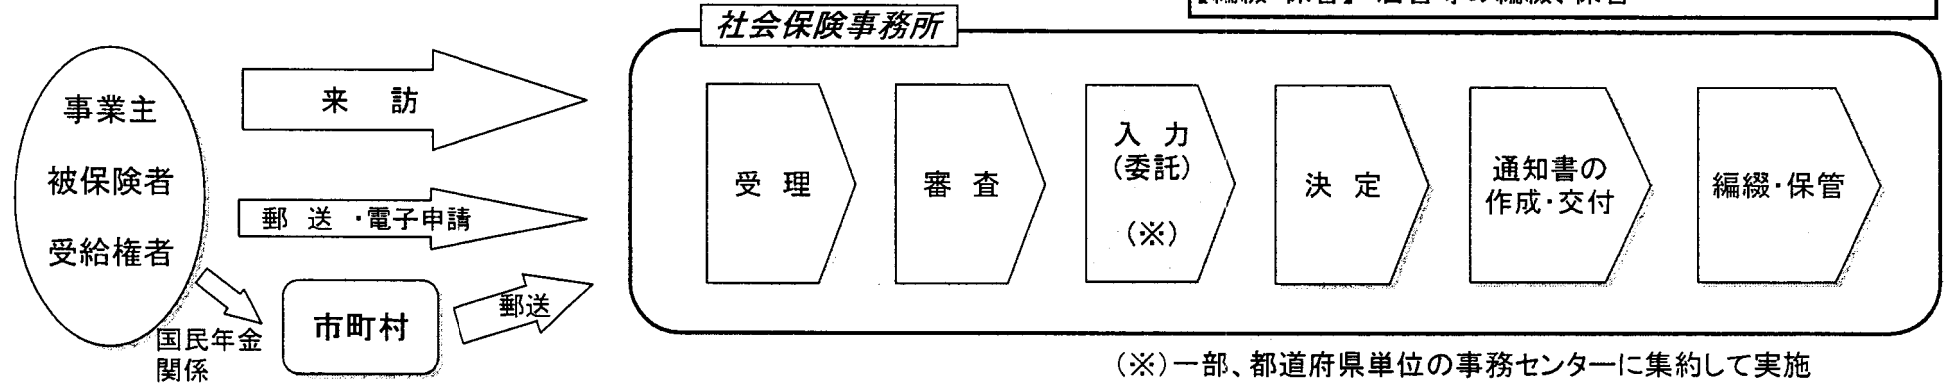 社会保険事務所
事業主
被保険者
受給権者
来 訪
郵 送 ・電子申請
国民年金
関係
市町村
郵送
受 理
審 査
入 力
(委託)
(※)
決 定
通知書の
作成・交付
編綴・保管
(※)一部、都道府県単位の事務センターに集約して実施